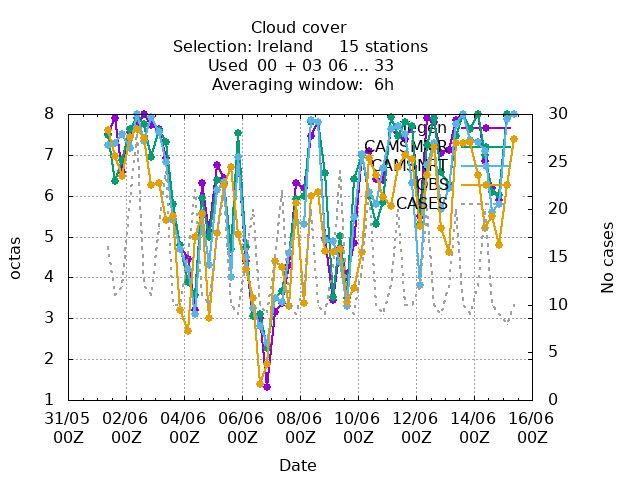 Cloud cover
Selection: Ireland 15 stations
Used 00 + 03 06 ... 33
Averaging window: 6h
8 30
7 25
6 20
5 15
4 10
3 5
2 0
1
octas
No cases
CASES
31/05 02/06 04/06 06/06 08/06 10/06 12/06 14/06 16/06
00Z 00Z 00Z 00Z 00Z 00Z 00Z 00Z 00Z
Date